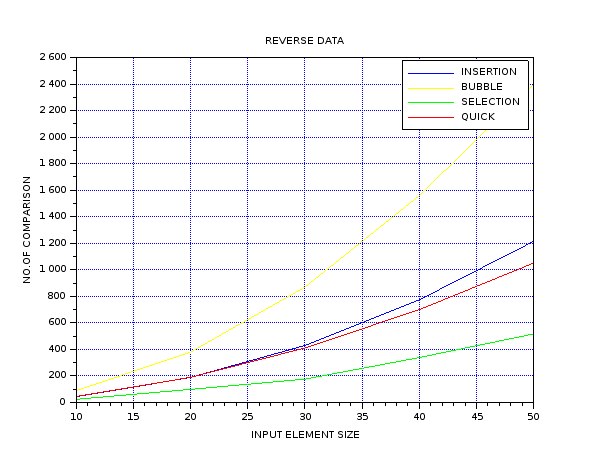 REVERSE DATA
2 600
2 400
2 200
2 000
1 800
1 600
1 400
1 200
1 000
800
600
400
200
0
NO.OF COMPARISON
INSERTION
BUBBLE
SELECTION
QUICK
10 15 20 25 30 35 40 45 50
INPUT ELEMENT SIZE